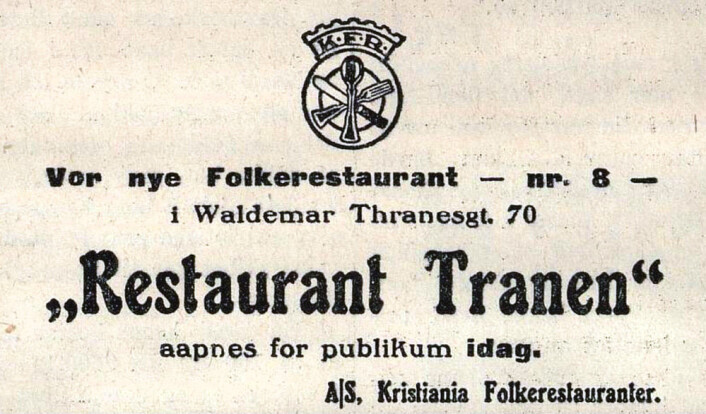 K.F.R.
Vor nye Folkerestaurant — nr. 8 —
i Waldemar Thranesgt. 70
„Restaurant Tranen“
aapnes for publikum idag.
A|S, Kristiania Folkerestauranter.